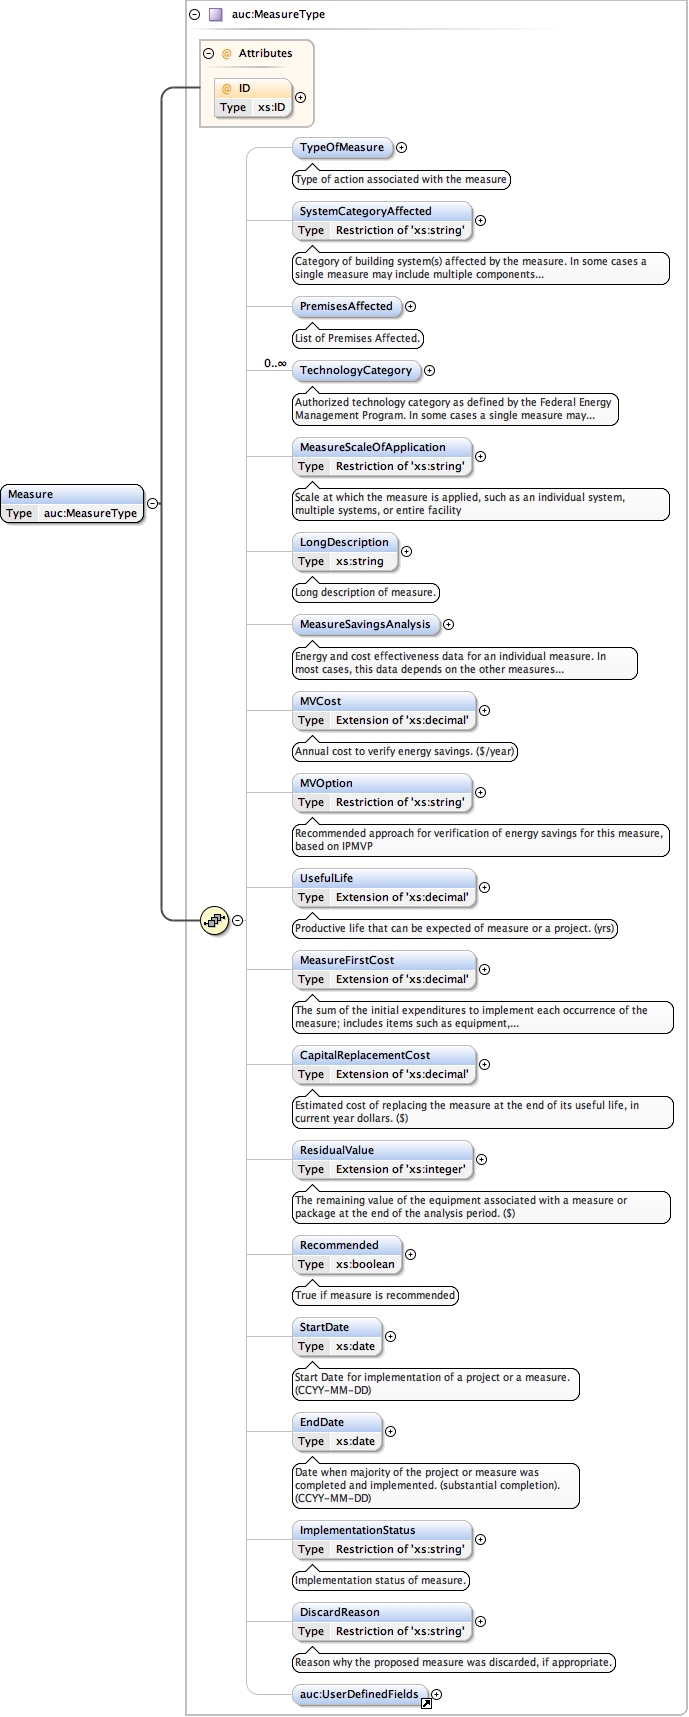 auc:MeasureType
@ Attributes
@ ID
Type xs:ID
TypeOfMeasure
Type of action associated with the measure
SystemCategoryAffected
Type Restriction of 'xs:string'
Category of building system(s) affected by the measure. In some cases a
single measure may include multiple components...
PremisesAffected
List of Premises Affected.
0..∞
TechnologyCategory
Authorized technology category as defined by the Federal Energy
Management Program. In some cases a single measure may...
MeasureScaleOfApplication
Type Restriction of 'xs:string'
Scale at which the measure is applied, such as an individual system,
multiple systems, or entire facility
Measure
Type auc:MeasureType
LongDescription
Type xs:string
Long description of measure.
MeasureSavingsAnalysis
Energy and cost effectiveness data for an individual measure. In
most cases, this data depends on the other measures...
MVCost
Type Extension of 'xs:decimal'
Annual cost to verify energy savings. ($/year)
MVOption
Type Restriction of 'xs:string'
Recommended approach for verification of energy savings for this measure,
based on IPMVP
UsefulLife
Type Extension of 'xs:decimal'
Productive life that can be expected of measure or a project. (yrs)
MeasureFirstCost
Type Extension of 'xs:decimal'
The sum of the initial expenditures to implement each occurrence of the
measure; includes items such as equipment,...
CapitalReplacementCost
Type Extension of 'xs:decimal'
Estimated cost of replacing the measure at the end of its useful life, in
current year dollars. ($)
ResidualValue
Type Extension of 'xs:integer'
The remaining value of the equipment associated with a measure or
package at the end of the analysis period. ($)
Recommended
Type xs:boolean
True if measure is recommended
StartDate
Type xs:date
Start Date for implementation of a project or a measure.
(CCYY-MM-DD)
EndDate
Type xs:date
Date when majority of the project or measure was
completed and implemented. (substantial completion).
(CCYY-MM-DD)
ImplementationStatus
Type Restriction of 'xs:string'
Implementation status of measure.
DiscardReason
Type Restriction of 'xs:string'
Reason why the proposed measure was discarded, if appropriate.
auc:UserDefinedFields